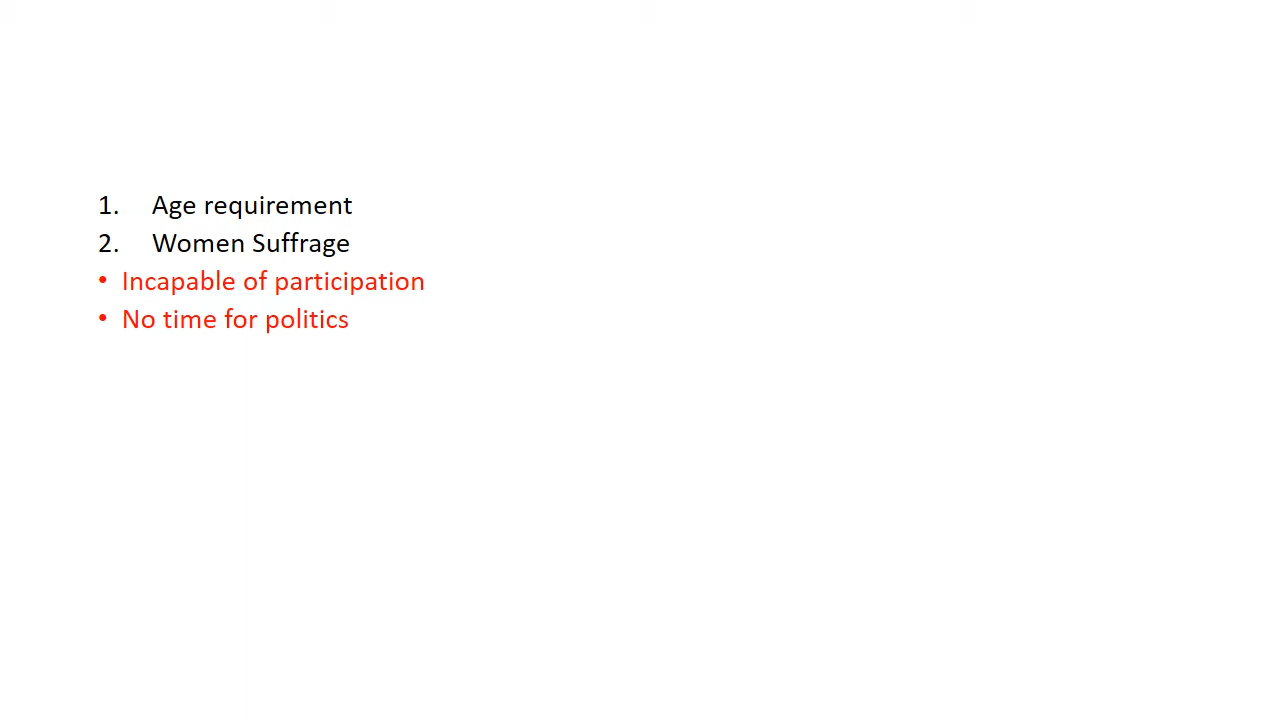 1. Age requirement
2. Women Suffrage
• Incapable of participation
• No time for politics